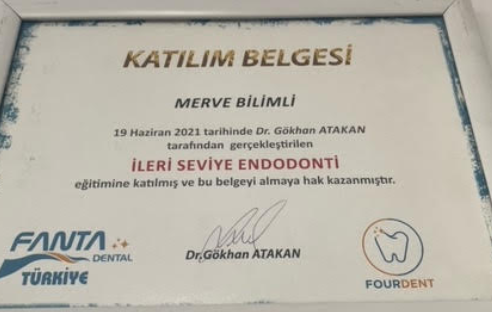 KATILIM BELGESİ
MERVE BİLİMLİ
19 Haziran 2021 tarihinde Dr. Gökhan ATAKAN
tarafından gerçekleştirilen
İLERİ SEVİYE ENDODONTİ
eğitimine katılmış ve bu belgeyi almaya hak kazanmıştır.
Dr.Gökhan ATAKAN
FANTA
DENTAL
TÜRKİYE
FOURDENT